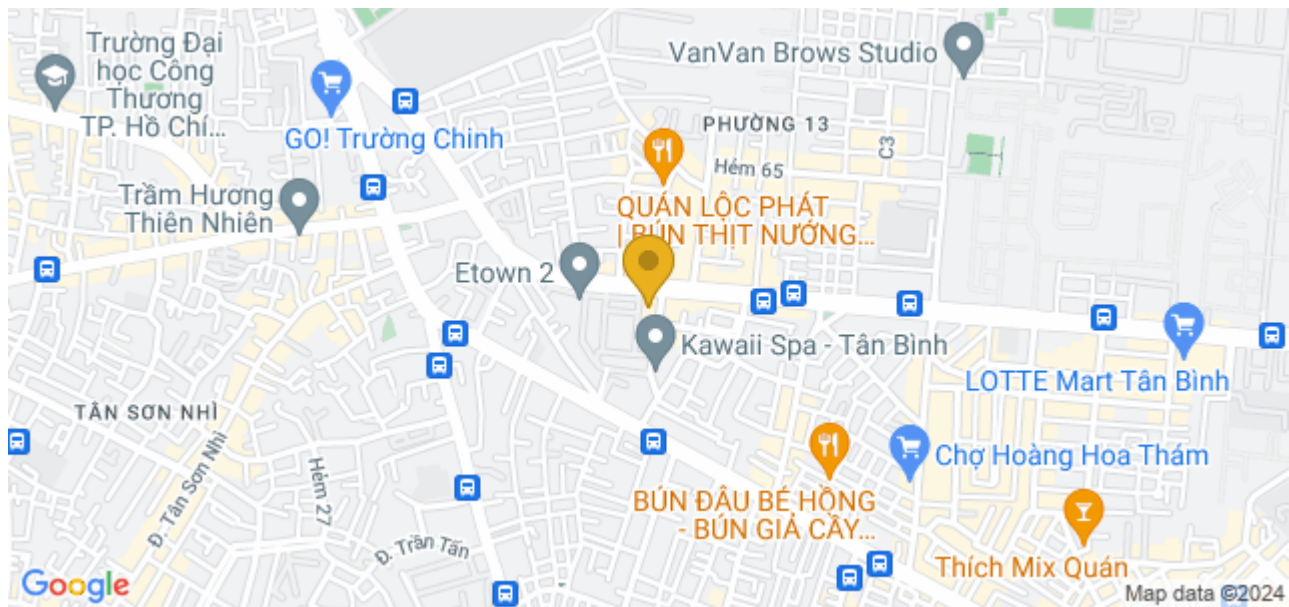 Trường Đại
học Công
Thương
TP. Hồ Chí...
GO! Trường Chinh
VanVan Brows Studio
PHƯỜNG 13
C3
Hẻm 65
Trầm Hương
Thiên Nhiên
QUÁN LỘC PHÁT
| BÚN THỊT NƯỚNG...
Etown 2
Kawaii Spa - Tân Bình
LOTTE Mart Tân Bình
TÂN SƠN NHÌ
Đ. Tân Sơn Nhì
Hẻm 27
Đ. Trần Tấn
Chợ Hoàng Hoa Thám
BÚN ĐẬU BÉ HỒNG
- BÚN GIẢ CẦY...
Thích Mix Quán
Google
Map data ©2024